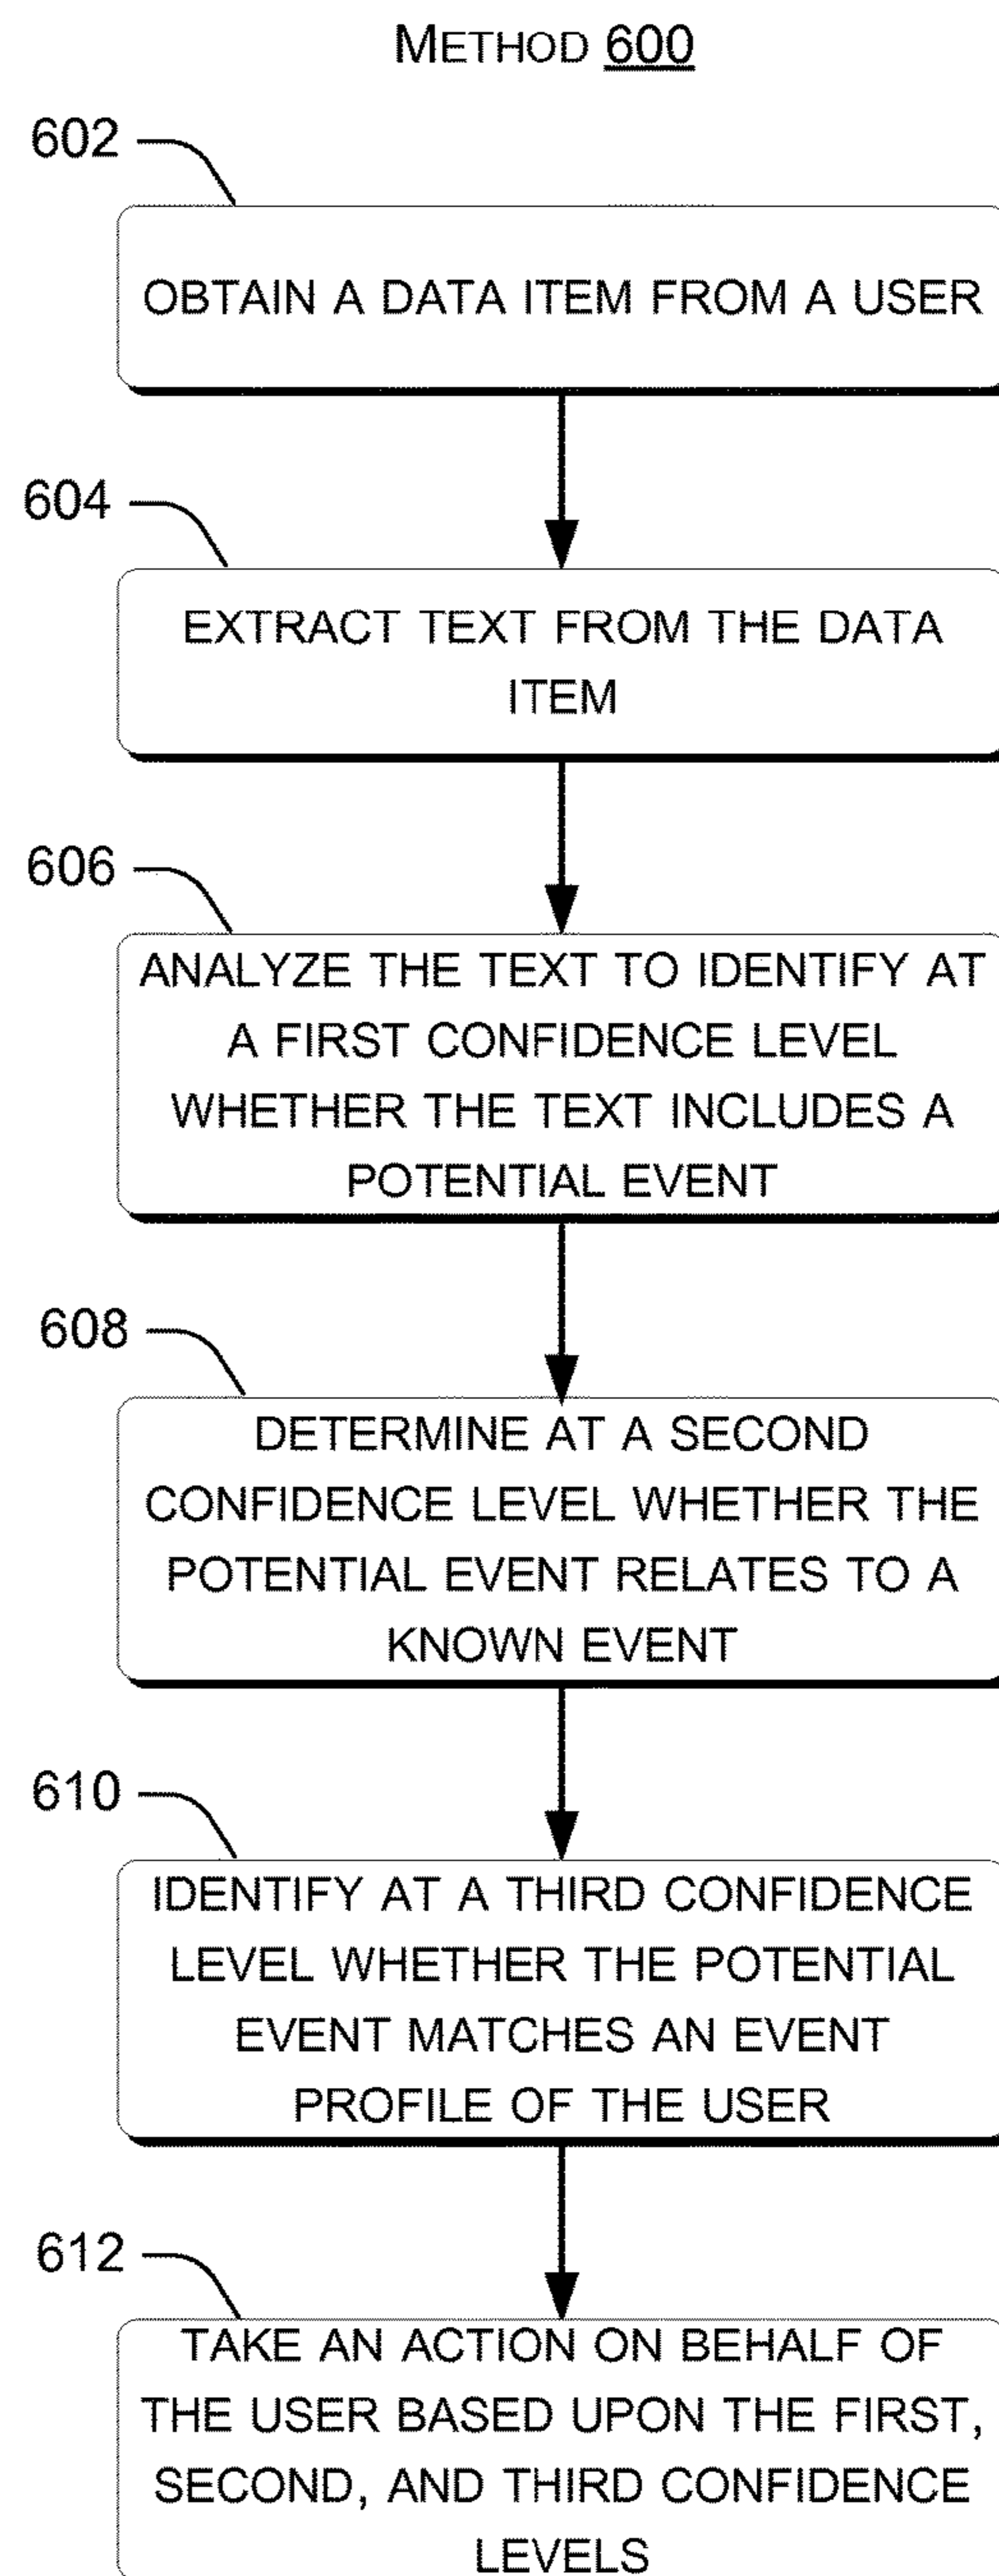 METHOD 600
602
OBTAIN A DATA ITEM FROM A USER
604
EXTRACT TEXT FROM THE DATA
ITEM
606
ANALYZE THE TEXT TO IDENTIFY AT
A FIRST CONFIDENCE LEVEL
WHETHER THE TEXT INCLUDES A
POTENTIAL EVENT
608
DETERMINE AT A SECOND
CONFIDENCE LEVEL WHETHER THE
POTENTIAL EVENT RELATES TO A
KNOWN EVENT
610
IDENTIFY AT A THIRD CONFIDENCE
LEVEL WHETHER THE POTENTIAL
EVENT MATCHES AN EVENT
PROFILE OF THE USER
612
TAKE AN ACTION ON BEHALF OF
THE USER BASED UPON THE FIRST,
SECOND, AND THIRD CONFIDENCE
LEVELS